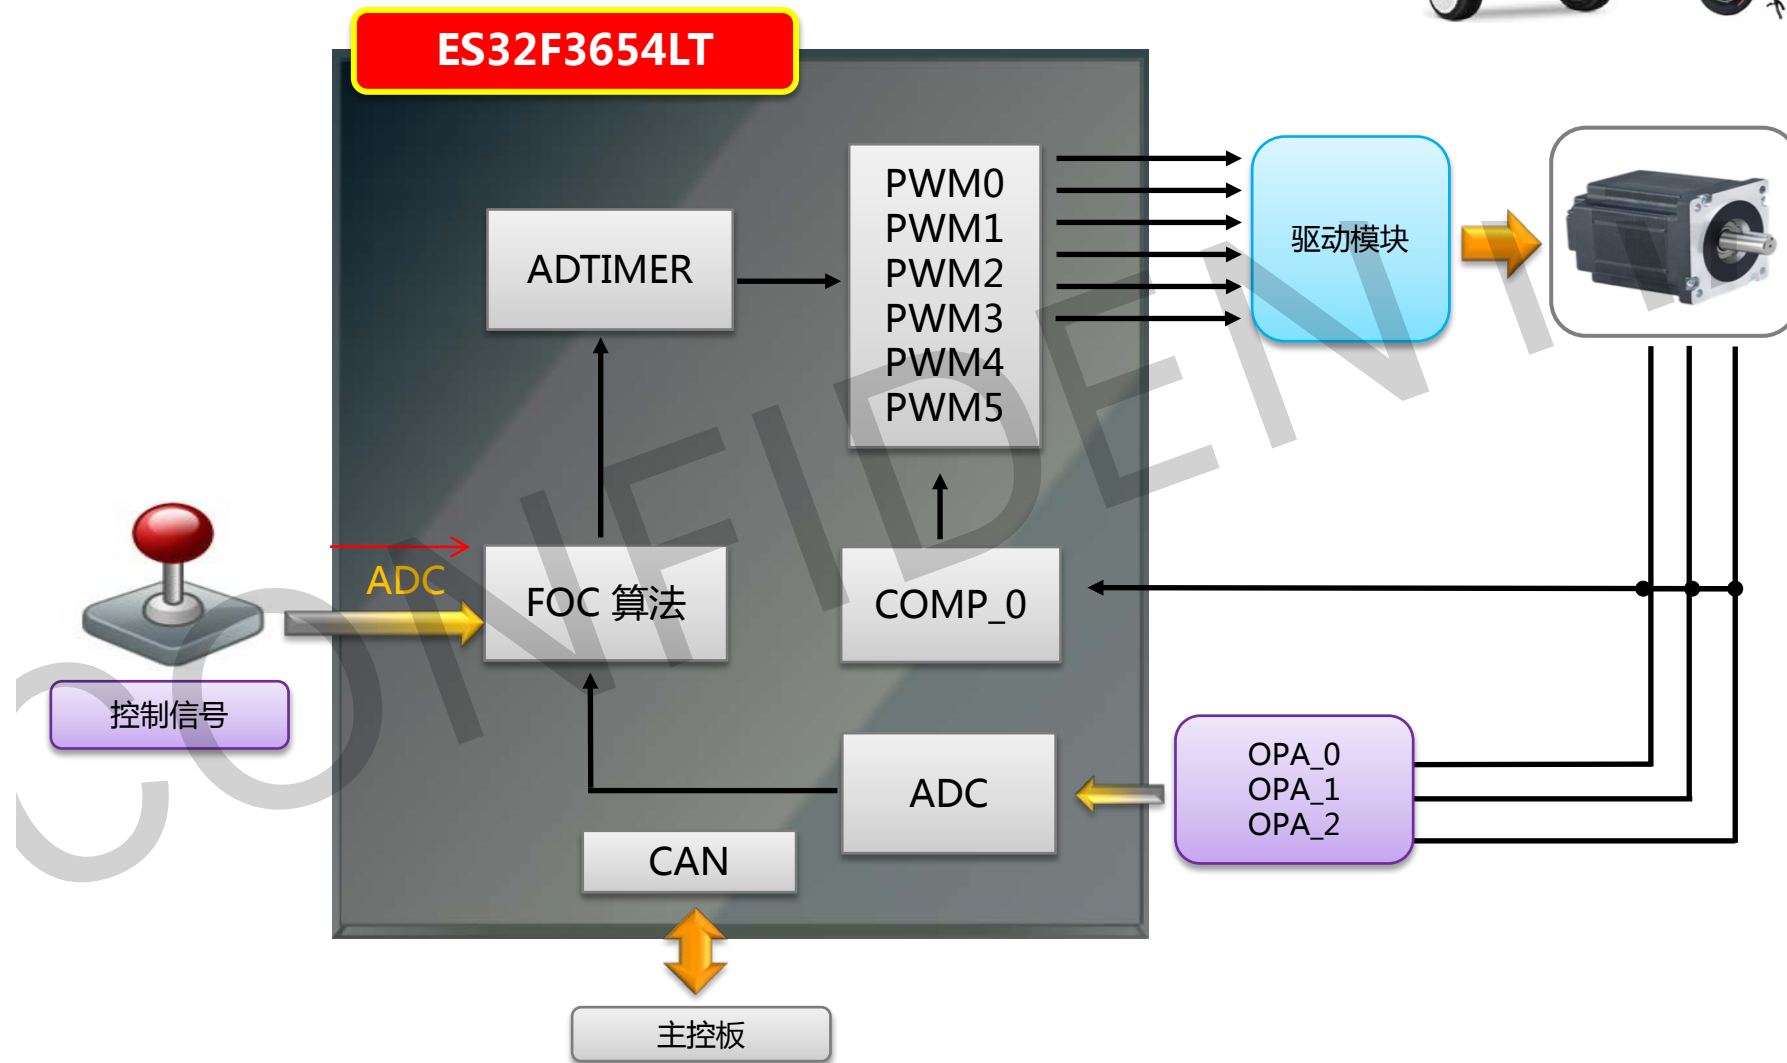 ES32F3654LT
PWM0
PWM1
PWM2
PWM3
PWM4
PWM5
ADTIMER
驱动模块
ADC
FOC 算法
COMP_0
控制信号
ADC
OPA_0
OPA_1
OPA_2
CAN
主控板
CONFIDENTI